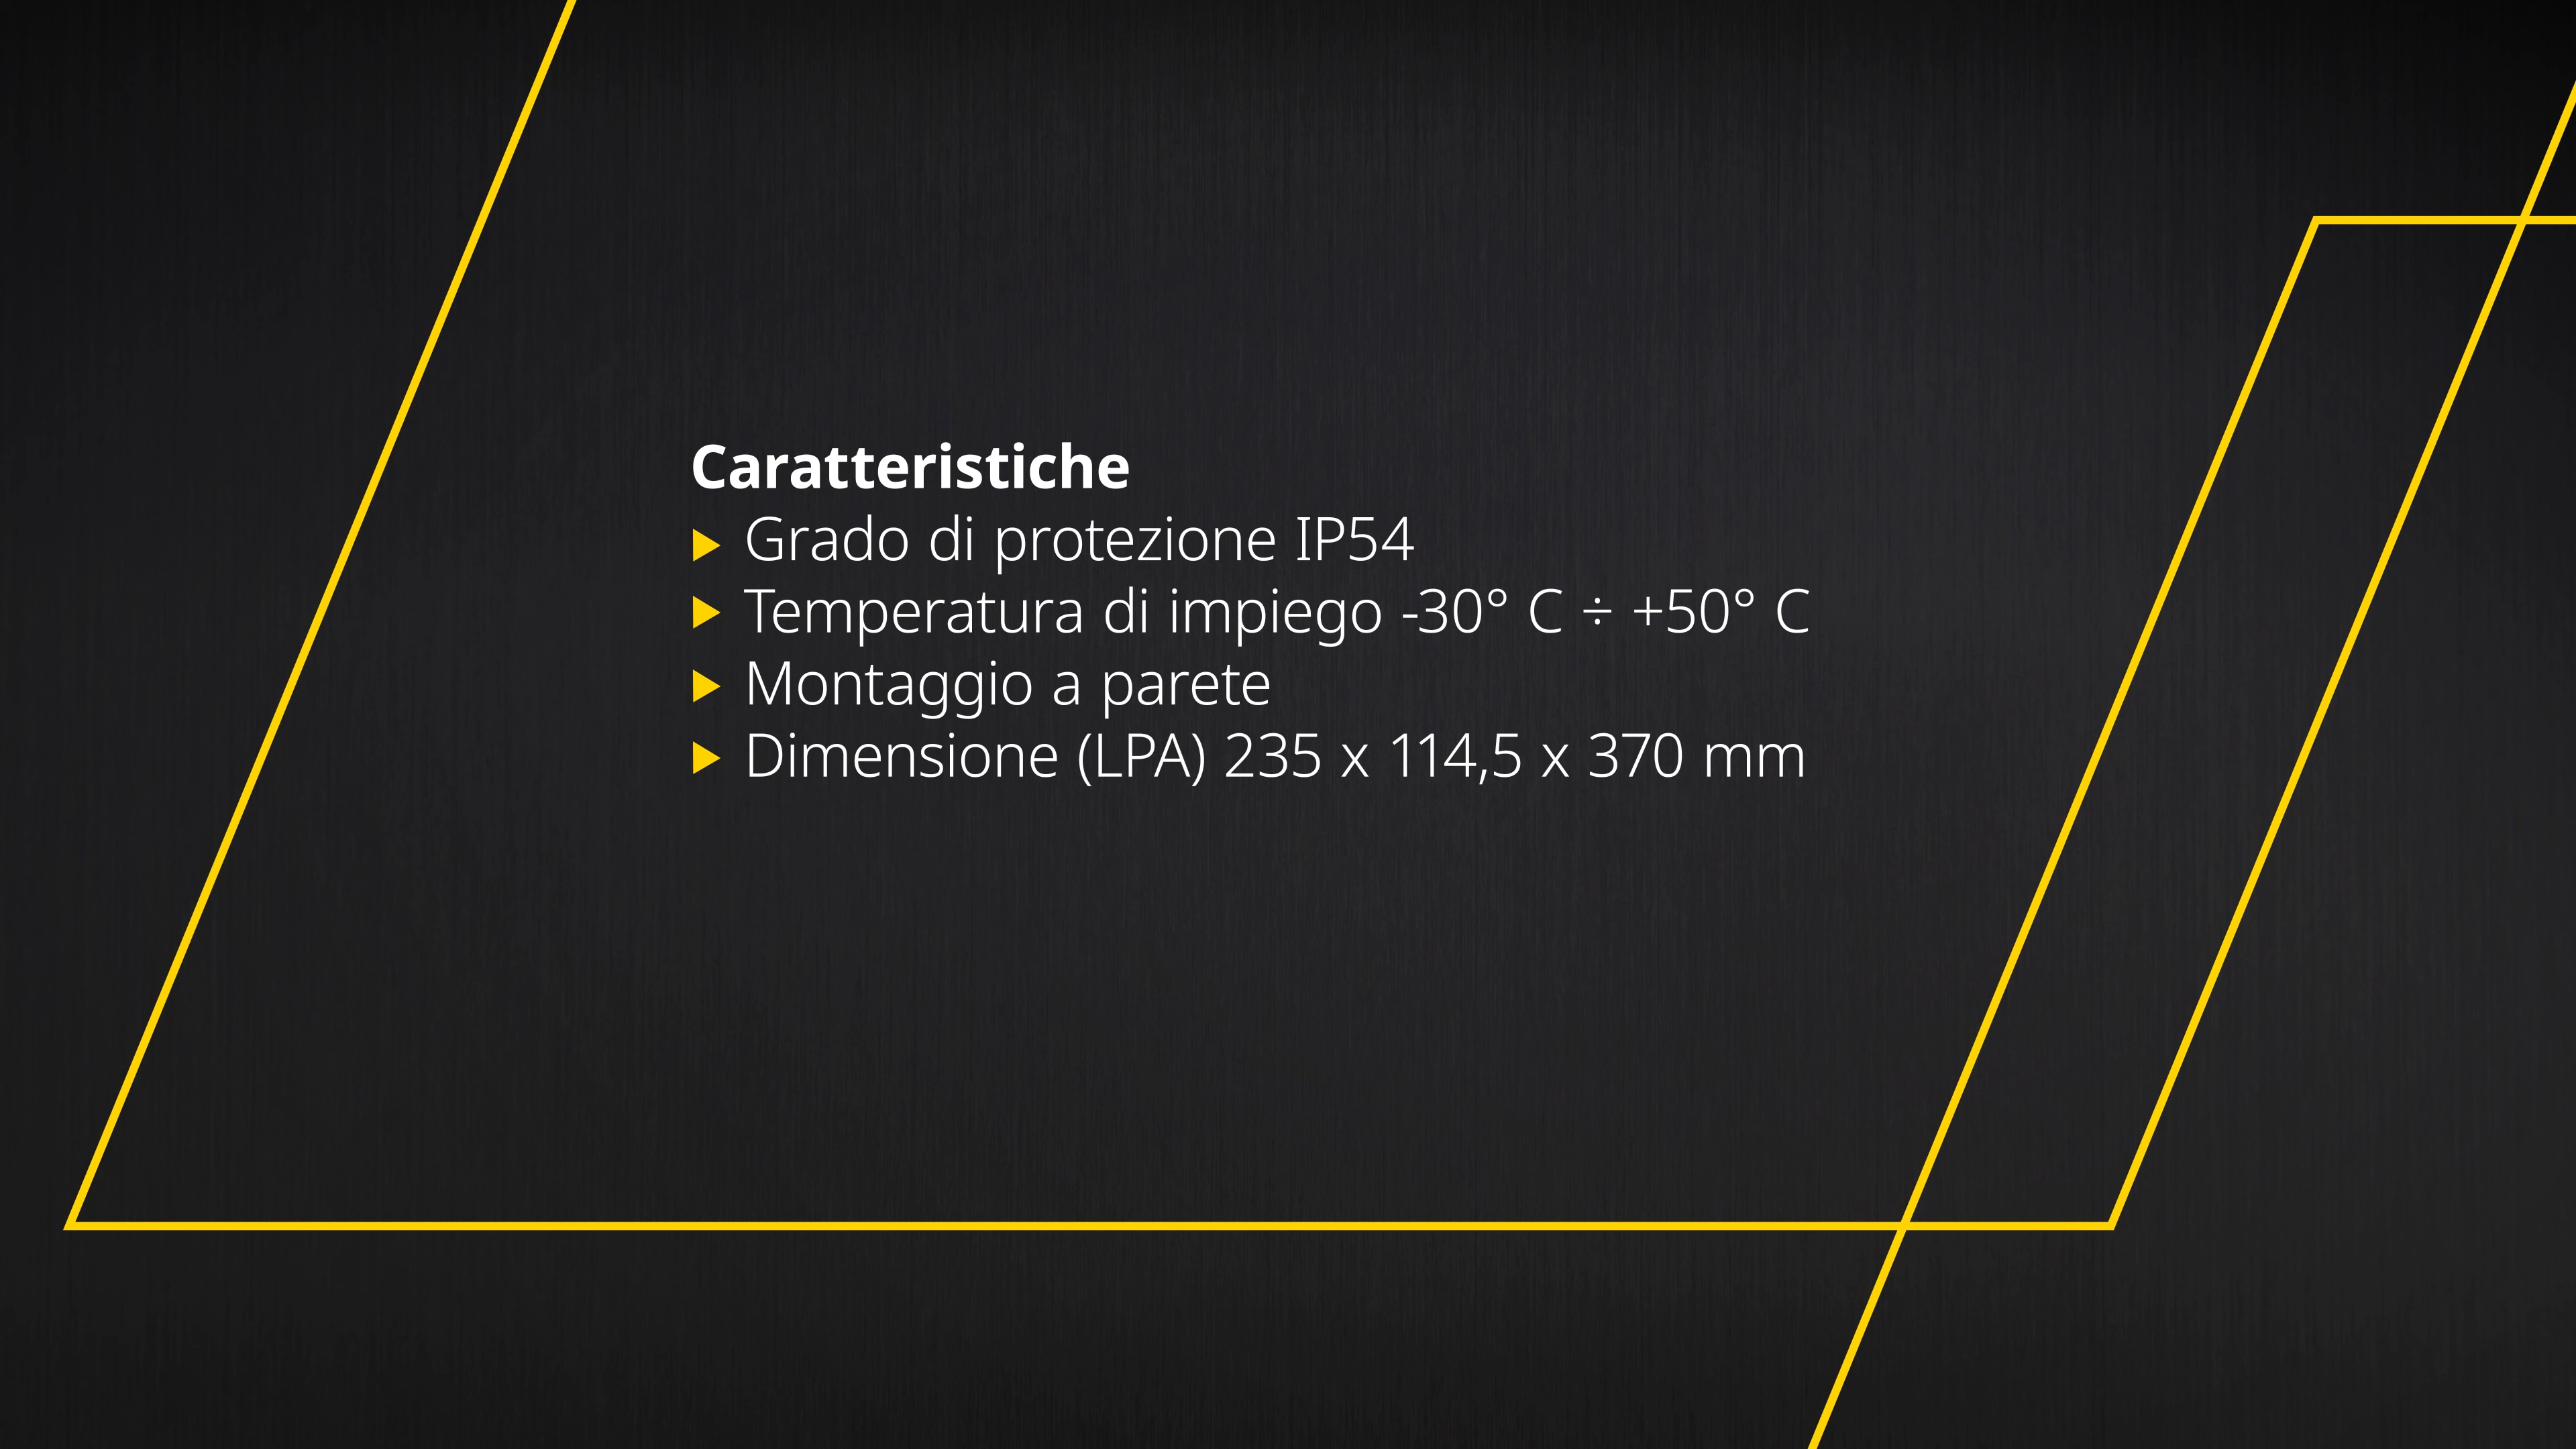 Caratteristiche
Grado di protezione IP54
Temperatura di impiego -30° C ÷ +50° C
Montaggio a parete
Dimensione (LPA) 235 x 114,5 x 370 mm